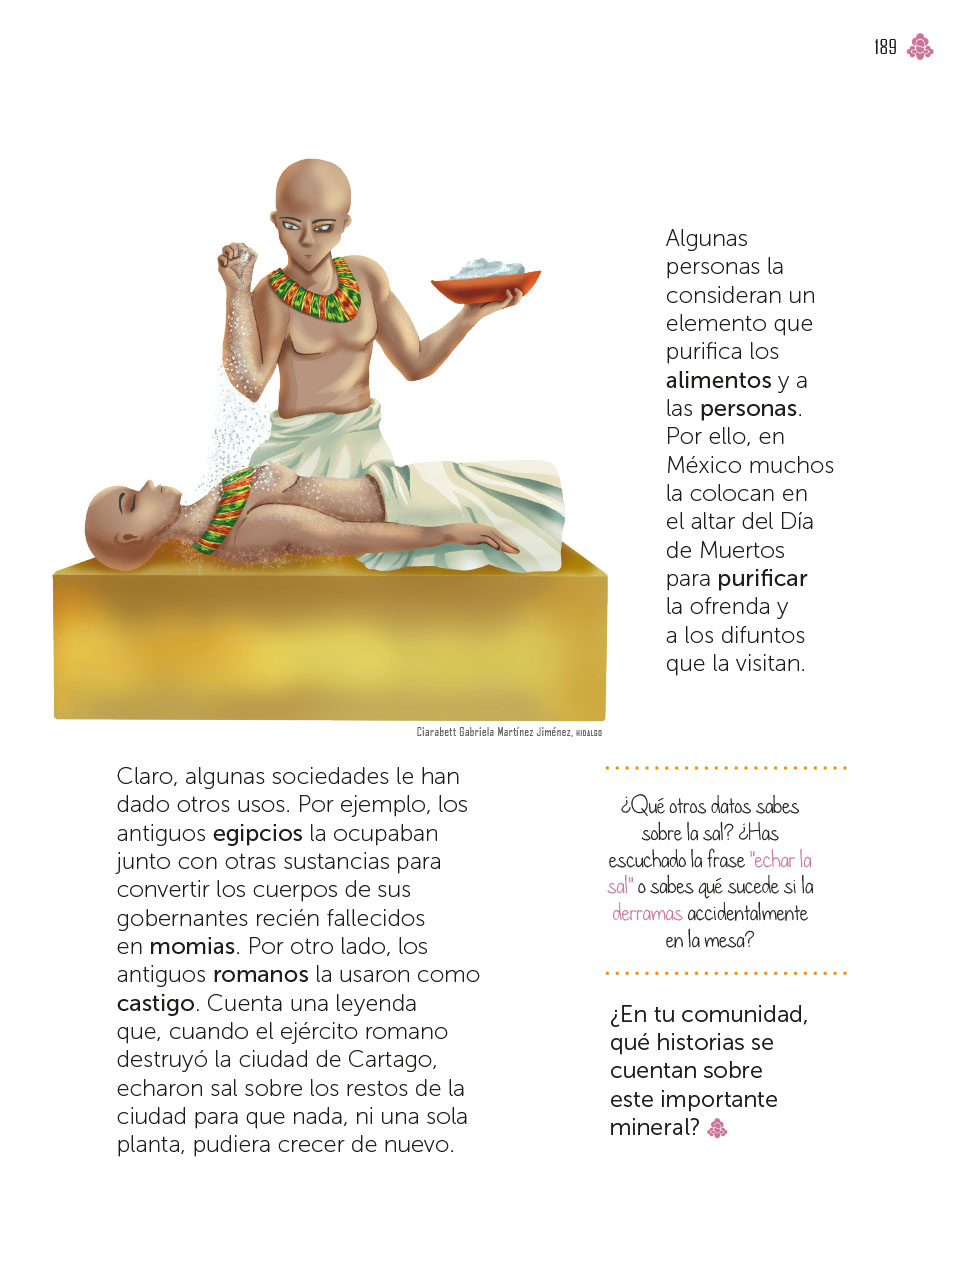 189
Algunas
personas la
consideran un
elemento que
purifica los
alimentos y a
las personas.
Por ello, en
México muchos
la colocan en
el altar del Día
de Muertos
para purificar
la ofrenda y
a los difuntos
que la visitan.
Ciarabett Gabriela Martínez Jiménez, HIDALGO
Claro, algunas sociedades le han
dado otros usos. Por ejemplo, los
antiguos egipcios la ocupaban
junto con otras sustancias para
convertir los cuerpos de sus
gobernantes recién fallecidos
en momias. Por otro lado, los
antiguos romanos la usaron como
castigo. Cuenta una leyenda
que, cuando el ejército romano
destruyó la ciudad de Cartago,
echaron sal sobre los restos de la
ciudad para que nada, ni una sola
planta, pudiera crecer de nuevo.
¿Qué otros datos sabes
sobre la sal? ¿Has
escuchado la frase "echar la
sal" o sabes qué sucede si la
derramas accidentalmente
en la mesa?
¿En tu comunidad,
qué historias se
cuentan sobre
este importante
mineral?